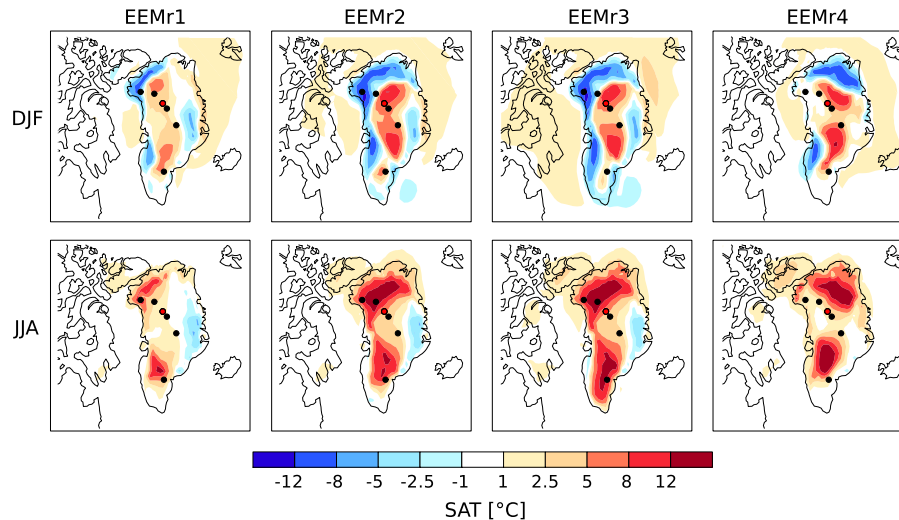 EEMr1 EEMr2 EEMr3 EEMr4
DJF
JJA
-12 -8 -5 -2.5 -1 1 2.5 5 8 12
SAT [°C]